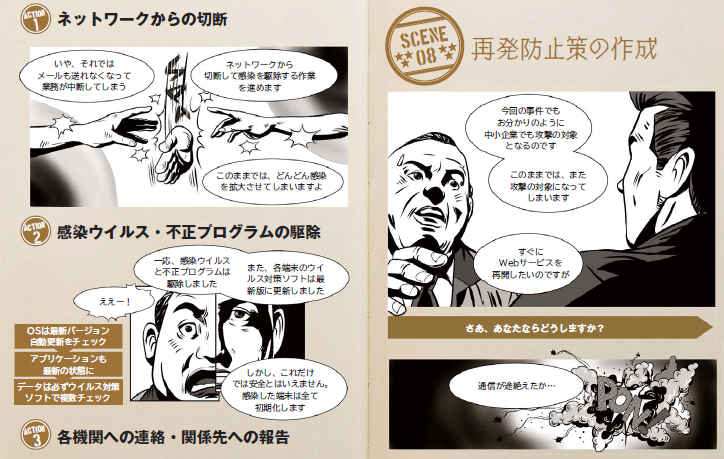 ACTION
1
ネットワークからの切断
いや、それでは
メールも送れなくなって
業務が中断してしまう
ネットワークから
切断して感染を駆除する作業
を進めます
このままでは、どんどん感染
を拡大させてしまいますよ
ACTION
2
感染ウイルス・不正プログラムの駆除
一応、感染ウイルス
と不正プログラムは
駆除しました
また、各端末のウイ
ルス対策ソフトは最
新版に更新しました
ええー!
OSは最新バージョン
自動更新をチェック
アプリケーションも
最新の状態に
データは必ずウイルス対策
ソフトで複数チェック
しかし、これだけ
では安全とはいえません。
感染した端末は全て
初期化します
ACTION
3
各機関への連絡・関係先への報告
SCENE
08
再発防止策の作成
今回の事件でも
お分かりのように
中小企業でも攻撃の対象
となるのです
このままでは、また
攻撃の対象になって
しまいます
すぐに
Webサービスを
再開したいのですが
さあ、あなたならどうしますか?
通信が途絶えたか…
POW